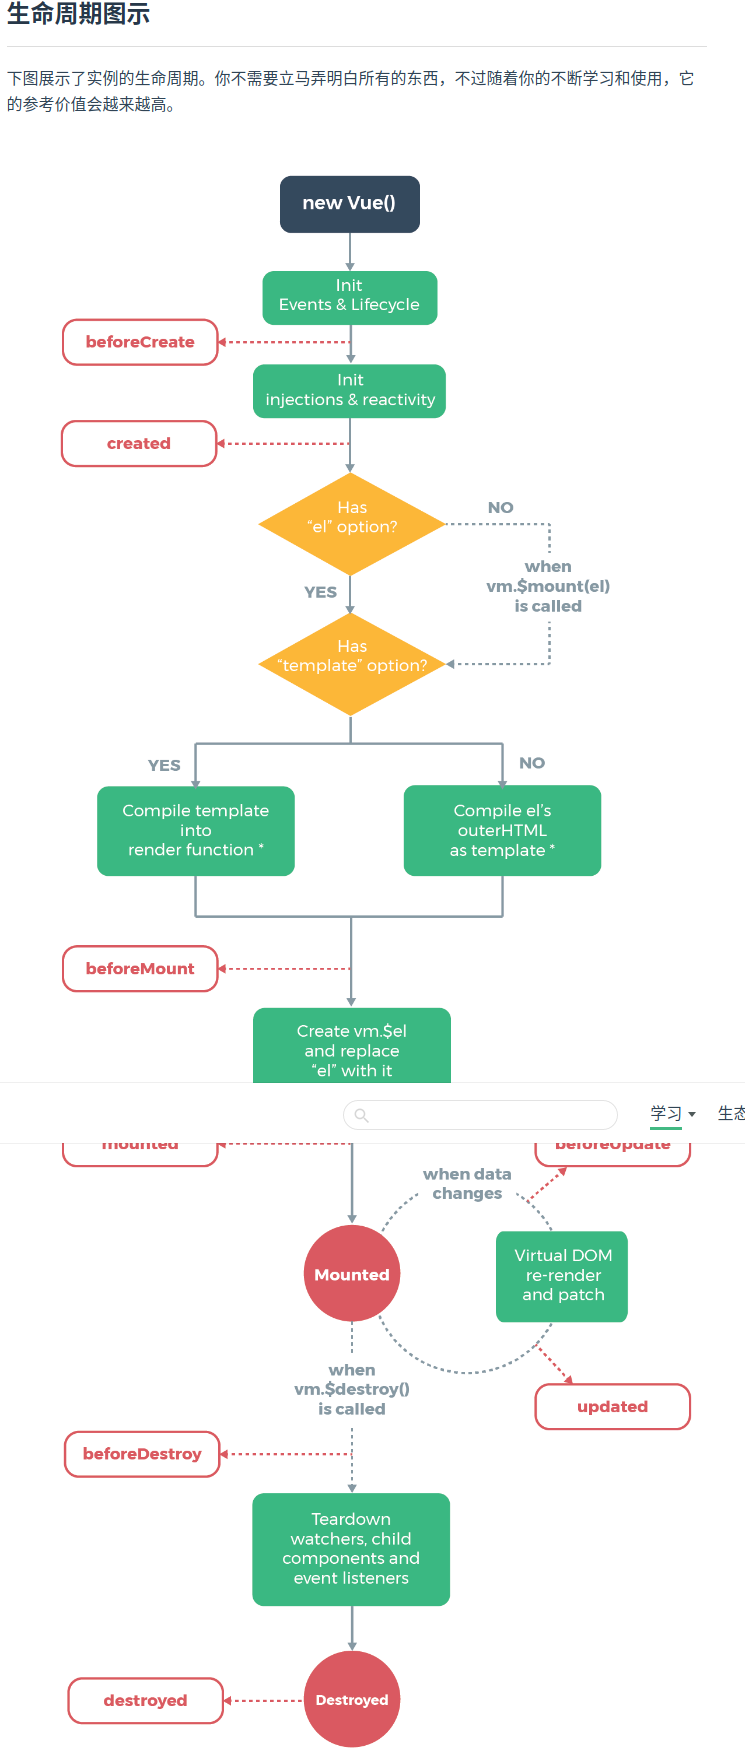 生命周期图示
下图展示了实例的生命周期。你不需要立马弄明白所有的东西，不过随着你的不断学习和使用，它
的参考价值会越来越高。
new Vue()
Init
Events & Lifecycle
beforeCreate
Init
injections & reactivity
created
Has
“el” option?
NO
when
vm.$mount(el)
is called
YES
Has
“template” option?
YES
NO
Compile template
into
render function *
Compile el’s
outerHTML
as template *
beforeMount
Create vm.$el
and replace
“el” with it
学习
生态
mounted
beforeUpdate
when data
changes
Mounted
Virtual DOM
re-render
and patch
when
vm.$destroy()
is called
updated
beforeDestroy
Teardown
watchers, child
components and
event listeners
destroyed
Destroyed